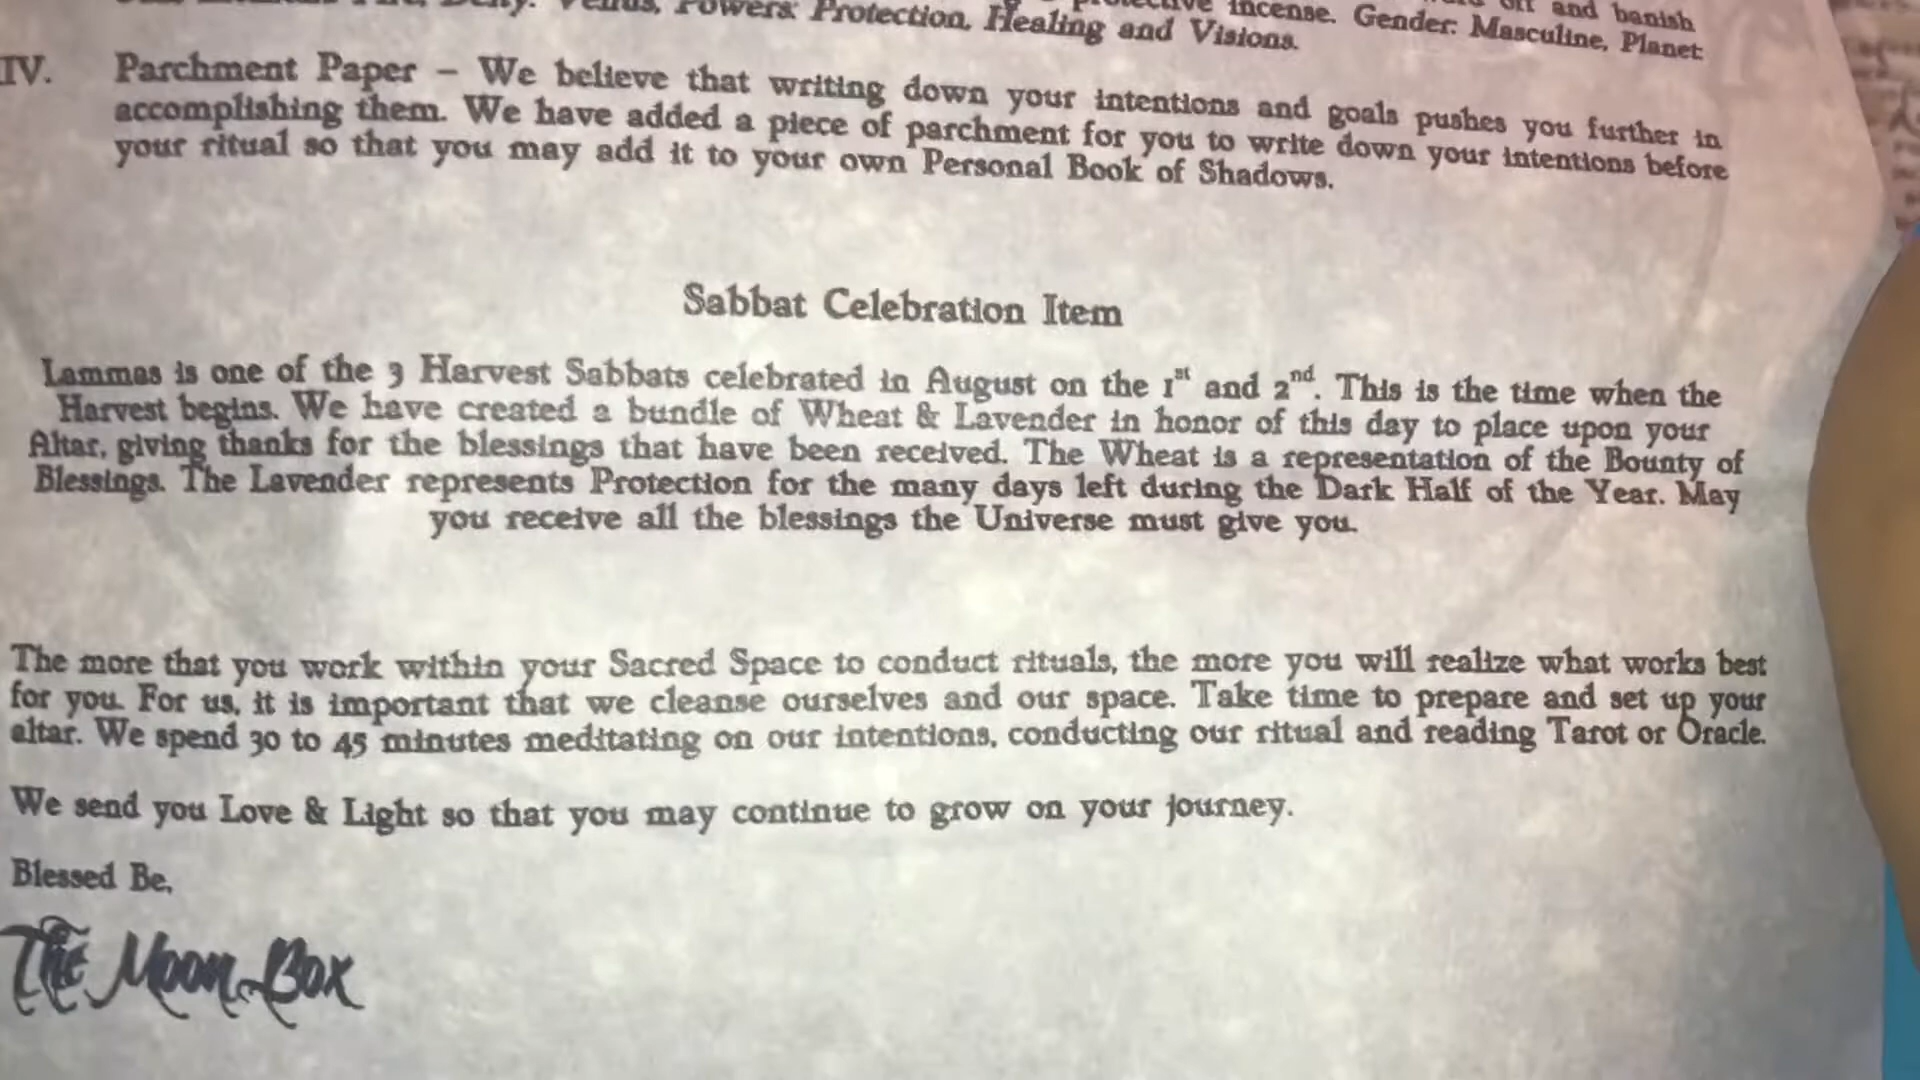 and banish
Protective incense. Gender: Masculine, Planet:
Deity: Venus, Powers: Protection, Healing and Visions.
IV. Parchment Paper – We believe that writing down your intentions and goals pushes you further in
accomplishing them. We have added a piece of parchment for you to write down your intentions before
your ritual so that you may add it to your own Personal Book of Shadows.
Sabbat Celebration Item
Lammas is one of the 3 Harvest Sabbats celebrated in August on the 1st and 2nd. This is the time when the
Harvest begins. We have created a bundle of Wheat & Lavender in honor of this day to place upon your
Altar, giving thanks for the blessings that have been received. The Wheat is a representation of the Bounty of
Blessings. The Lavender represents Protection for the many days left during the Dark Half of the Year. May
you receive all the blessings the Universe must give you.
The more that you work within your Sacred Space to conduct rituals, the more you will realize what works best
for you. For us, it is important that we cleanse ourselves and our space. Take time to prepare and set up your
altar. We spend 30 to 45 minutes meditating on our intentions, conducting our ritual and reading Tarot or Oracle.
We send you Love & Light so that you may continue to grow on your journey.
Blessed Be,
The Moon Box